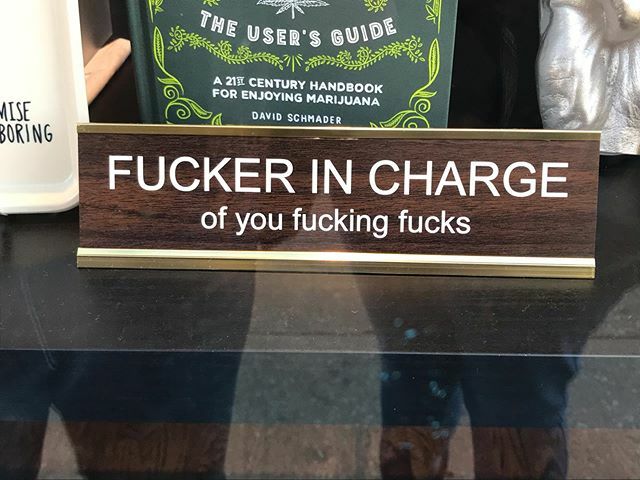 THE USER'S GUIDE
A 21ST CENTURY HANDBOOK
FOR ENJOYING MARIJUANA
DAVID SCHMADER
MISE
BORING
FUCKER IN CHARGE
of you fucking fucks